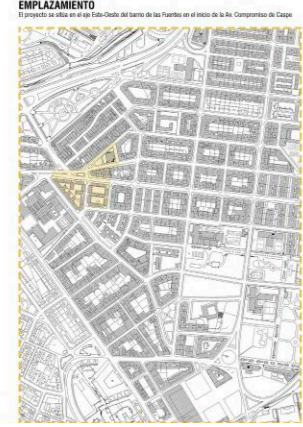 EMPLAZAMIENTO
El proyecto se sitúa en el eje Este-Oeste del barrio de las Fuentes en el inicio de la Av. Compromiso de Caspe